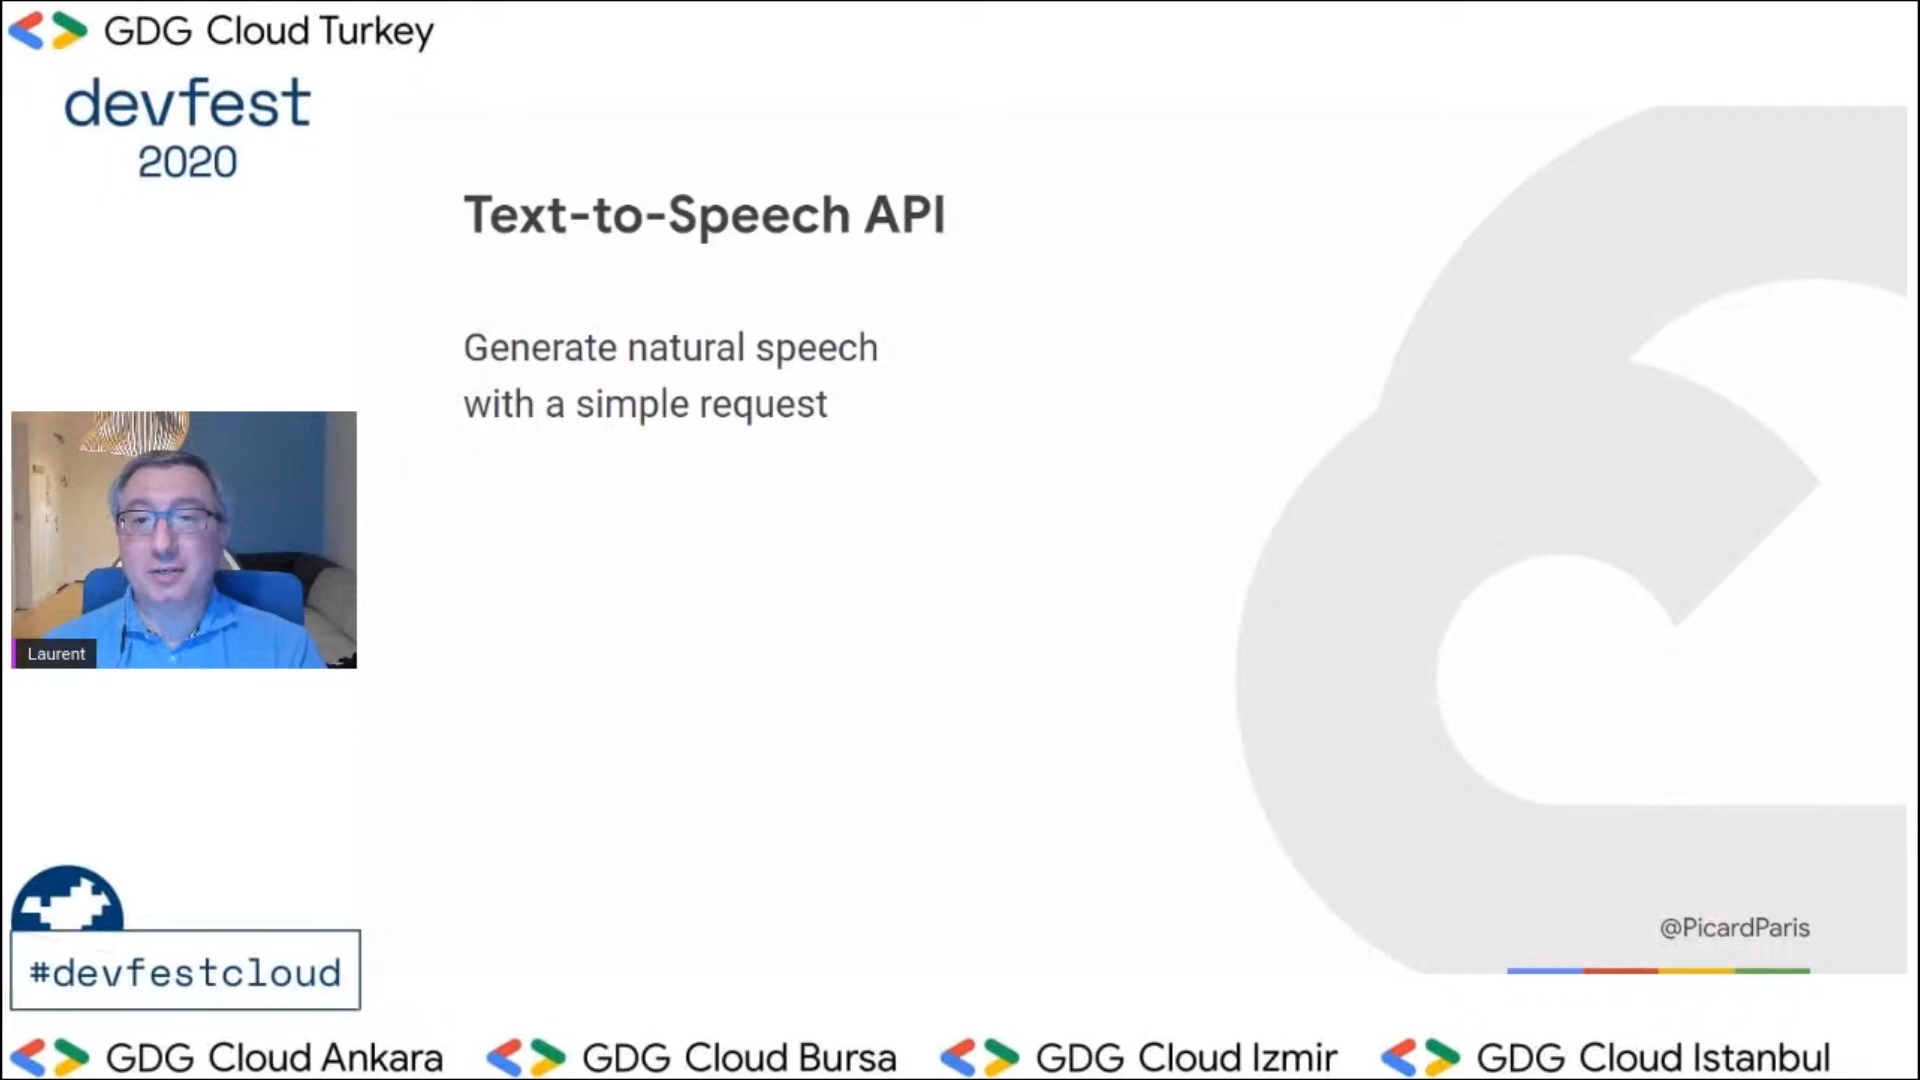 GDG Cloud Turkey
devfest
2020
Text-to-Speech API
Generate natural speech
with a simple request
Laurent
@PicardParis
#devfestcloud
GDG Cloud Ankara
GDG Cloud Bursa
GDG Cloud Izmir
GDG Cloud Istanbul